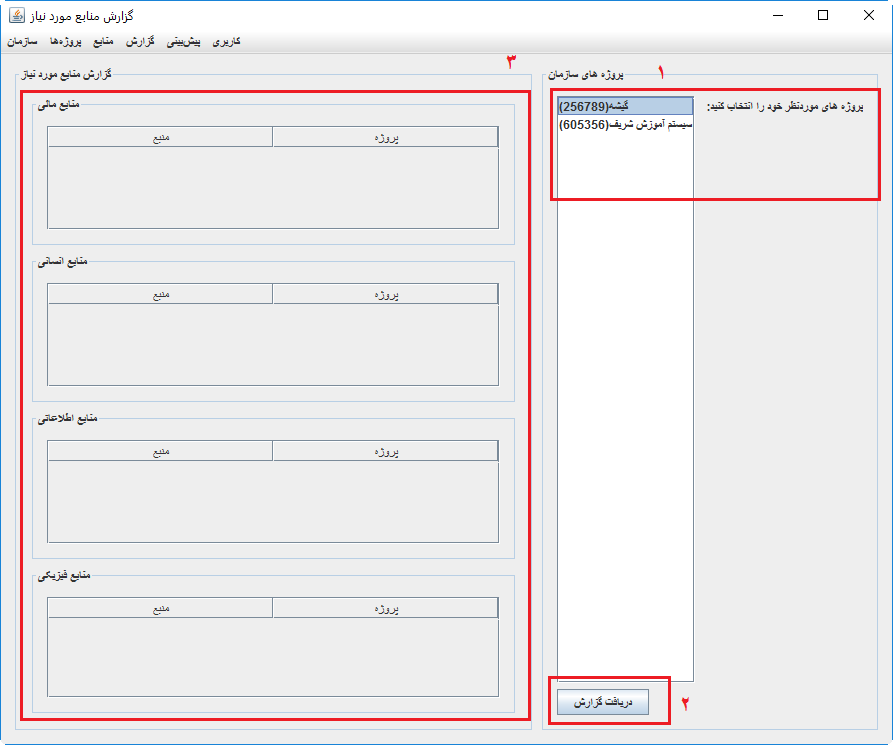 گزارش منابع مورد نیاز
سازمان پروژه‌ها منابع گزارش پیش‌بینی کاربری
۱
پروژه های سازمان
پروژه های موردنظر خود را انتخاب کنید:
گیشه(256789)
سیستم آموزش شریف(605356)
دریافت گزارش
۲
۳
گزارش منابع مورد نیاز
منابع مالی
پروژه منبع
منابع انسانی
پروژه منبع
منابع اطلاعاتی
پروژه منبع
منابع فیزیکی
پروژه منبع